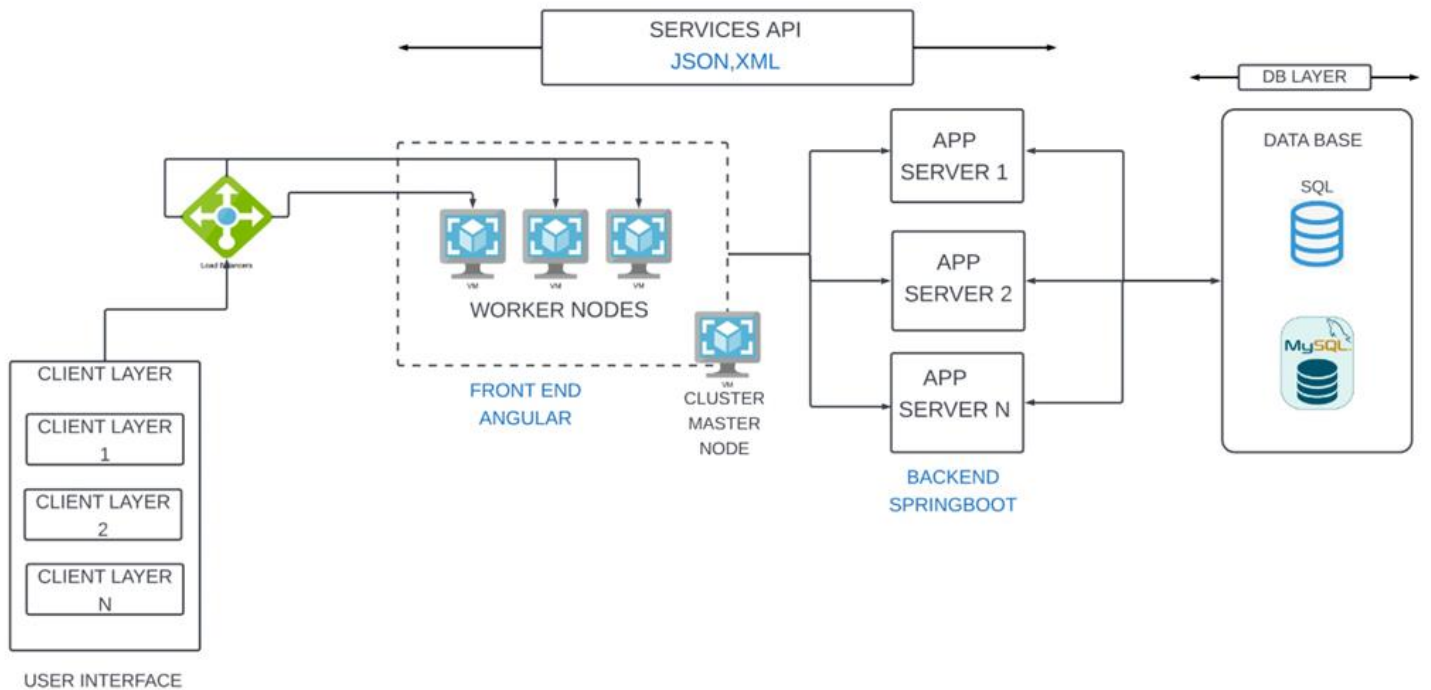 SERVICES API
JSON,XML
DB LAYER
DATA BASE
SQL
MySQL
APP
SERVER 1
APP
SERVER 2
APP
SERVER N
BACKEND
SPRINGBOOT
Load Balancers
VM
VM
VM
WORKER NODES
VM
CLUSTER
MASTER
NODE
FRONT END
ANGULAR
CLIENT LAYER
CLIENT LAYER
1
CLIENT LAYER
2
CLIENT LAYER
N
USER INTERFACE